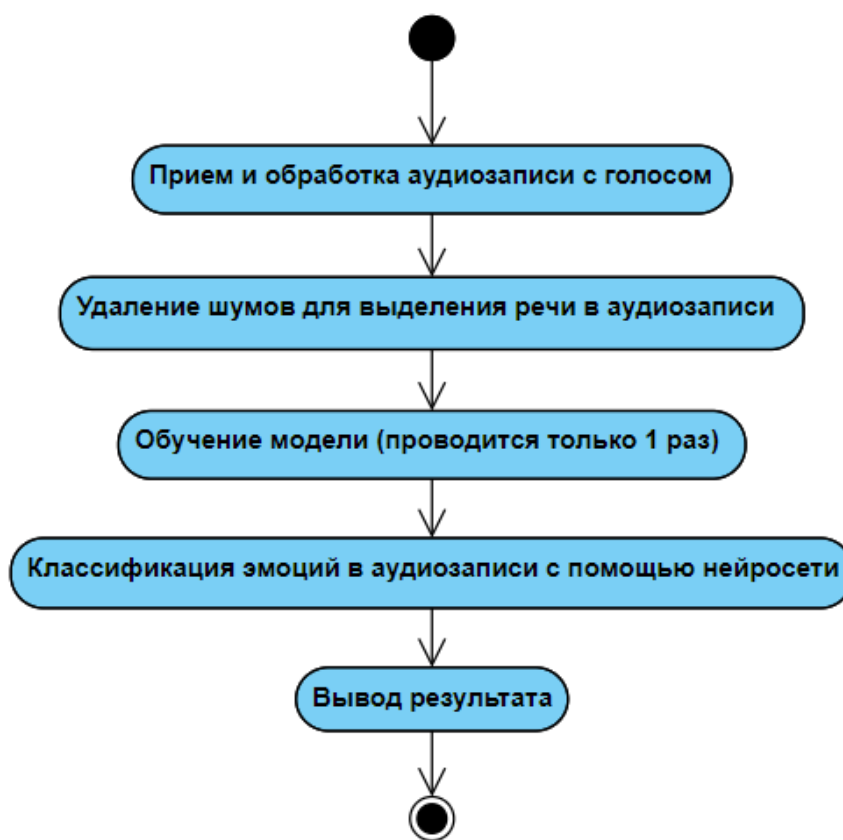 Прием и обработка аудиозаписи с голосом
Удаление шумов для выделения речи в аудиозаписи
Обучение модели (проводится только 1 раз)
Классификация эмоций в аудиозаписи с помощью нейросети
Вывод результата